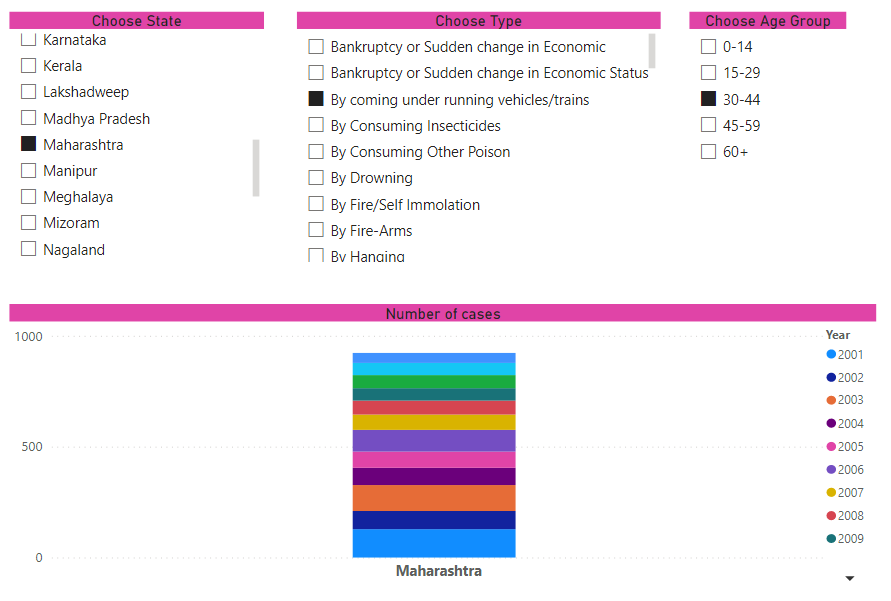 Choose State
Karnataka
Kerala
Lakshadweep
Madhya Pradesh
Maharashtra
Manipur
Meghalaya
Mizoram
Nagaland
Choose Type
Bankruptcy or Sudden change in Economic
Bankruptcy or Sudden change in Economic Status
By coming under running vehicles/trains
By Consuming Insecticides
By Consuming Other Poison
By Drowning
By Fire/Self Immolation
By Fire-Arms
By Hanging
Choose Age Group
0-14
15-29
30-44
45-59
60+
Number of cases
1000
500
0
Maharashtra
Year
2001
2002
2003
2004
2005
2006
2007
2008
2009